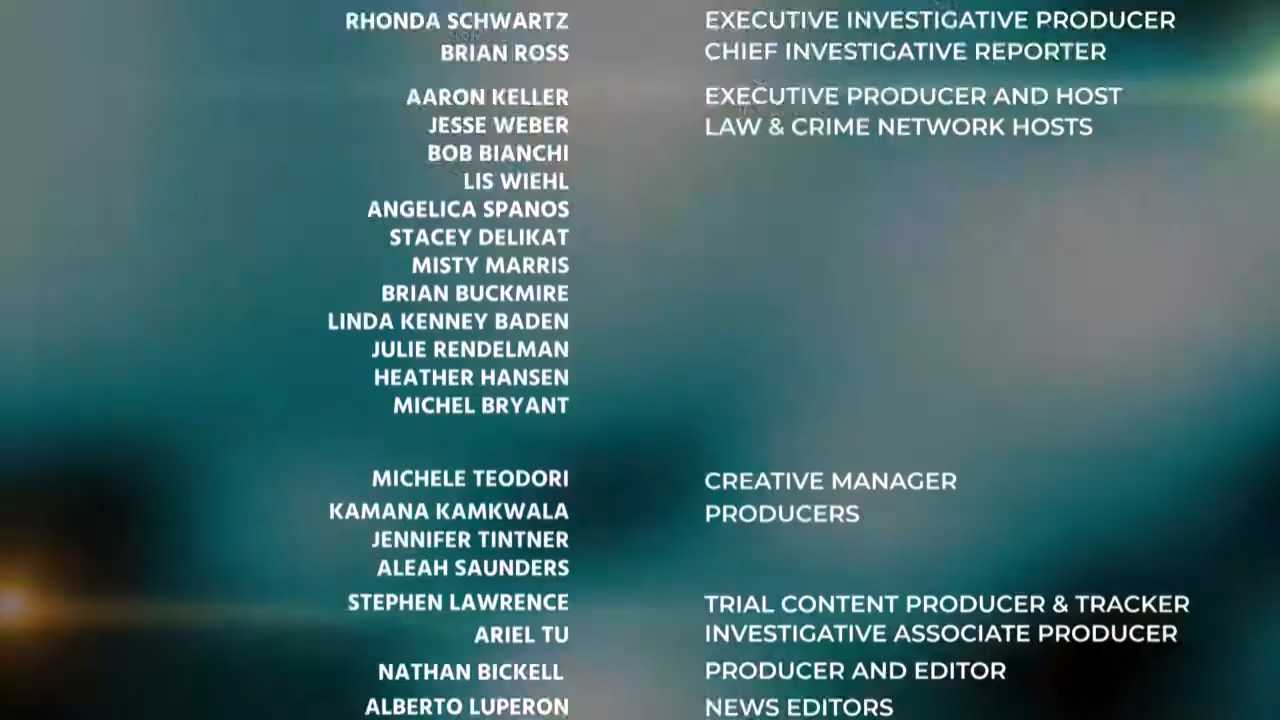 RHONDA SCHWARTZ EXECUTIVE INVESTIGATIVE PRODUCER
BRIAN ROSS CHIEF INVESTIGATIVE REPORTER
AARON KELLER EXECUTIVE PRODUCER AND HOST
JESSE WEBER LAW & CRIME NETWORK HOSTS
BOB BIANCHI
LIS WIEHL
ANGELICA SPANOS
STACEY DELIKAT
MISTY MARRIS
BRIAN BUCKMIRE
LINDA KENNEY BADEN
JULIE RENDELMAN
HEATHER HANSEN
MICHEL BRYANT
MICHELE TEODORI CREATIVE MANAGER
KAMANA KAMKWALA PRODUCERS
JENNIFER TINTNER
ALEAH SAUNDERS
STEPHEN LAWRENCE TRIAL CONTENT PRODUCER & TRACKER
ARIEL TU INVESTIGATIVE ASSOCIATE PRODUCER
NATHAN BICKELL PRODUCER AND EDITOR
ALBERTO LUPERON NEWS EDITORS